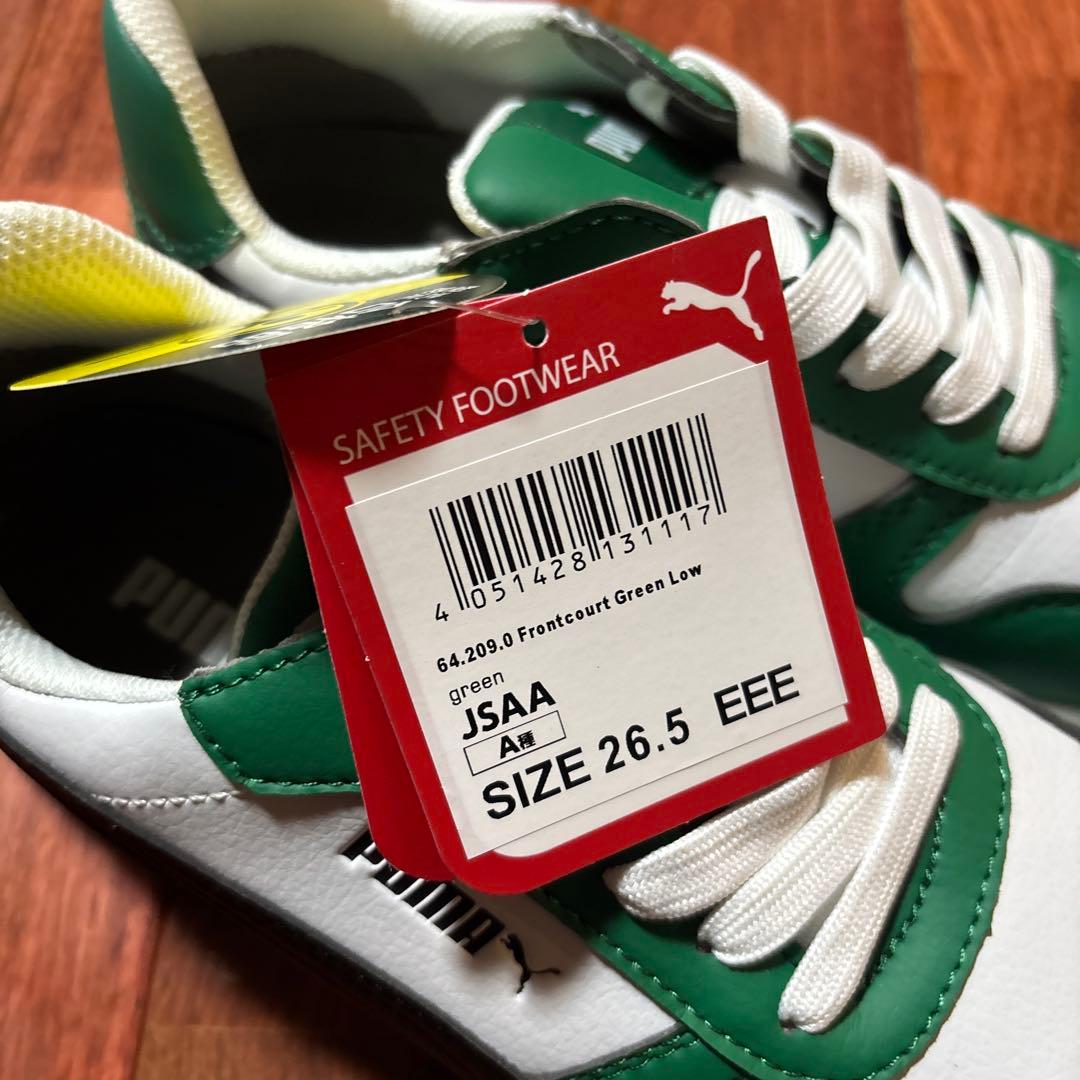 SAFETY FOOTWEAR
4 051428 131117
64.209.0 Frontcourt Green Low
green
JSAA
A種
SIZE 26.5 EEE
PUMA
PUMA